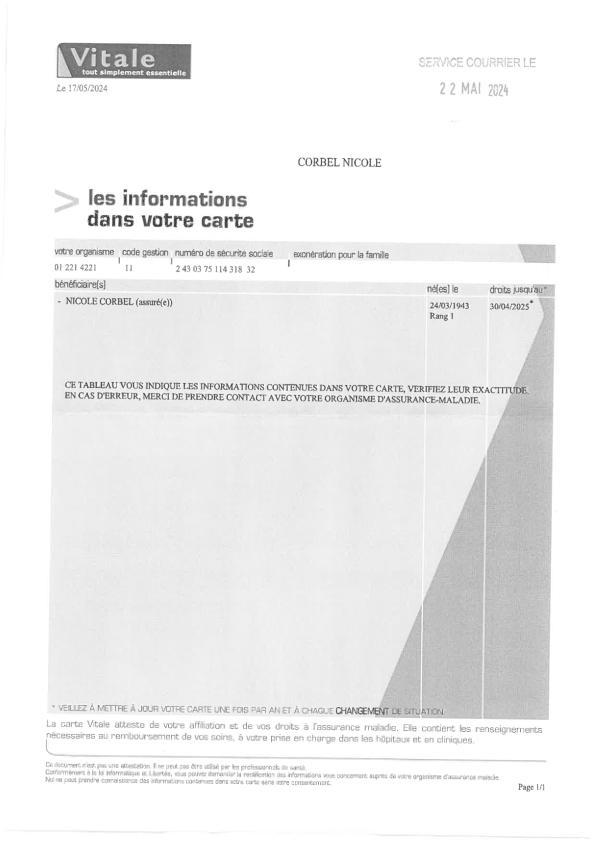 Vitale
tout simplement essentielle
Le 17/05/2024
SERVICE COURRIER LE
22 MAI 2024
CORBEL NICOLE
> les informations
dans votre carte
votre organisme code gestion numéro de sécurité sociale exonération pour la famille
01 221 4221 11 2 43 03 75 114 318 32
bénéficiaire(s) né(es) le droits jusqu'au*
- NICOLE CORBEL (assuré(e)) 24/03/1943 30/04/2025*
Rang 1
CE TABLEAU VOUS INDIQUE LES INFORMATIONS CONTENUES DANS VOTRE CARTE, VERIFIEZ LEUR EXACTITUDE.
EN CAS D'ERREUR, MERCI DE PRENDRE CONTACT AVEC VOTRE ORGANISME D'ASSURANCE-MALADIE.
* VEILLEZ À METTRE À JOUR VOTRE CARTE UNE FOIS PAR AN ET À CHAQUE CHANGEMENT DE SITUATION.
La carte Vitale atteste de votre affiliation et de vos droits à l'assurance maladie. Elle contient les renseignements
nécessaires au remboursement de vos soins, à votre prise en charge dans les hôpitaux et en cliniques.
Ce document n'est pas une attestation. Il ne peut pas être utilisé par les professionnels de santé.
Conformément à la loi Informatique et Libertés, vous pouvez demander la rectification des informations vous concernant auprès de votre organisme d'assurance maladie.
Nul ne peut prendre connaissance des informations contenues dans votre carte sans votre consentement.
Page 1/1